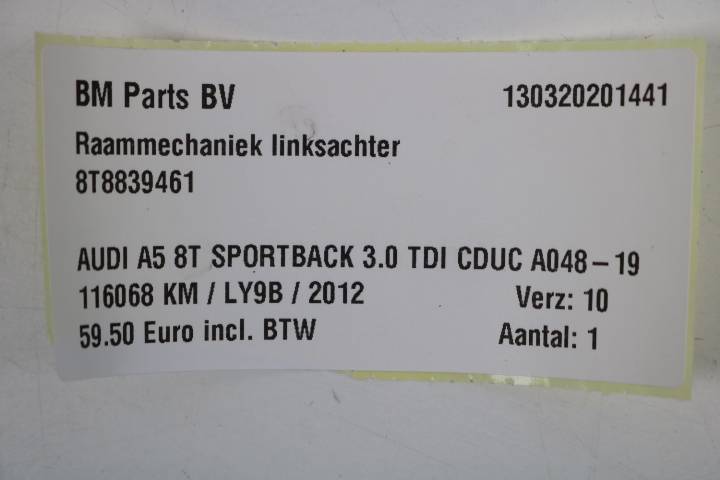 BM Parts BV 130320201441
Raammechaniek linksachter
8T8839461
AUDI A5 8T SPORTBACK 3.0 TDI CDUC A048-19
116068 KM / LY9B / 2012 Verz: 10
59.50 Euro incl. BTW Aantal: 1